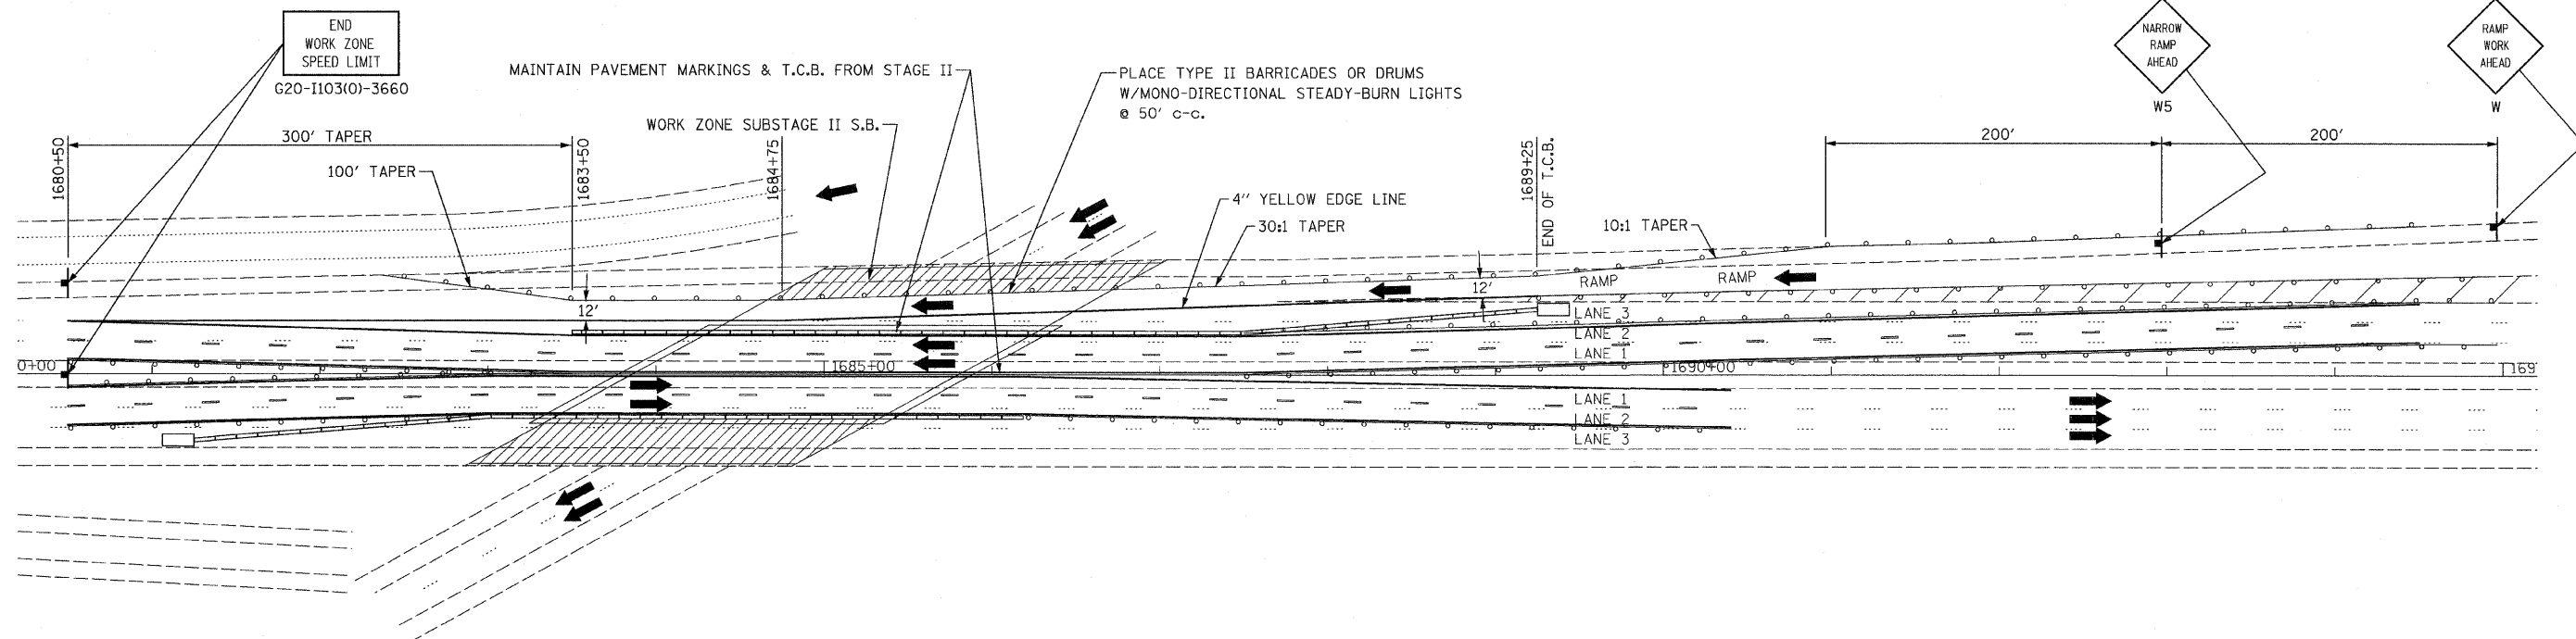 END
WORK ZONE
SPEED LIMIT
G20-I103(0)-3660
MAINTAIN PAVEMENT MARKINGS & T.C.B. FROM STAGE II
PLACE TYPE II BARRICADES OR DRUMS
W/MONO-DIRECTIONAL STEADY-BURN LIGHTS
@ 50' c-c.
NARROW
RAMP
AHEAD
W5
RAMP
WORK
AHEAD
W
WORK ZONE SUBSTAGE II S.B.
300' TAPER
100' TAPER
1680+50
1683+50
1684+75
1689+25
END OF T.C.B.
200'
200'
4" YELLOW EDGE LINE
30:1 TAPER
10:1 TAPER
12'
12'
RAMP
RAMP
LANE 3
LANE 2
LANE 1
0+00
1685+00
1690+00
169
LANE 1
LANE 2
LANE 3